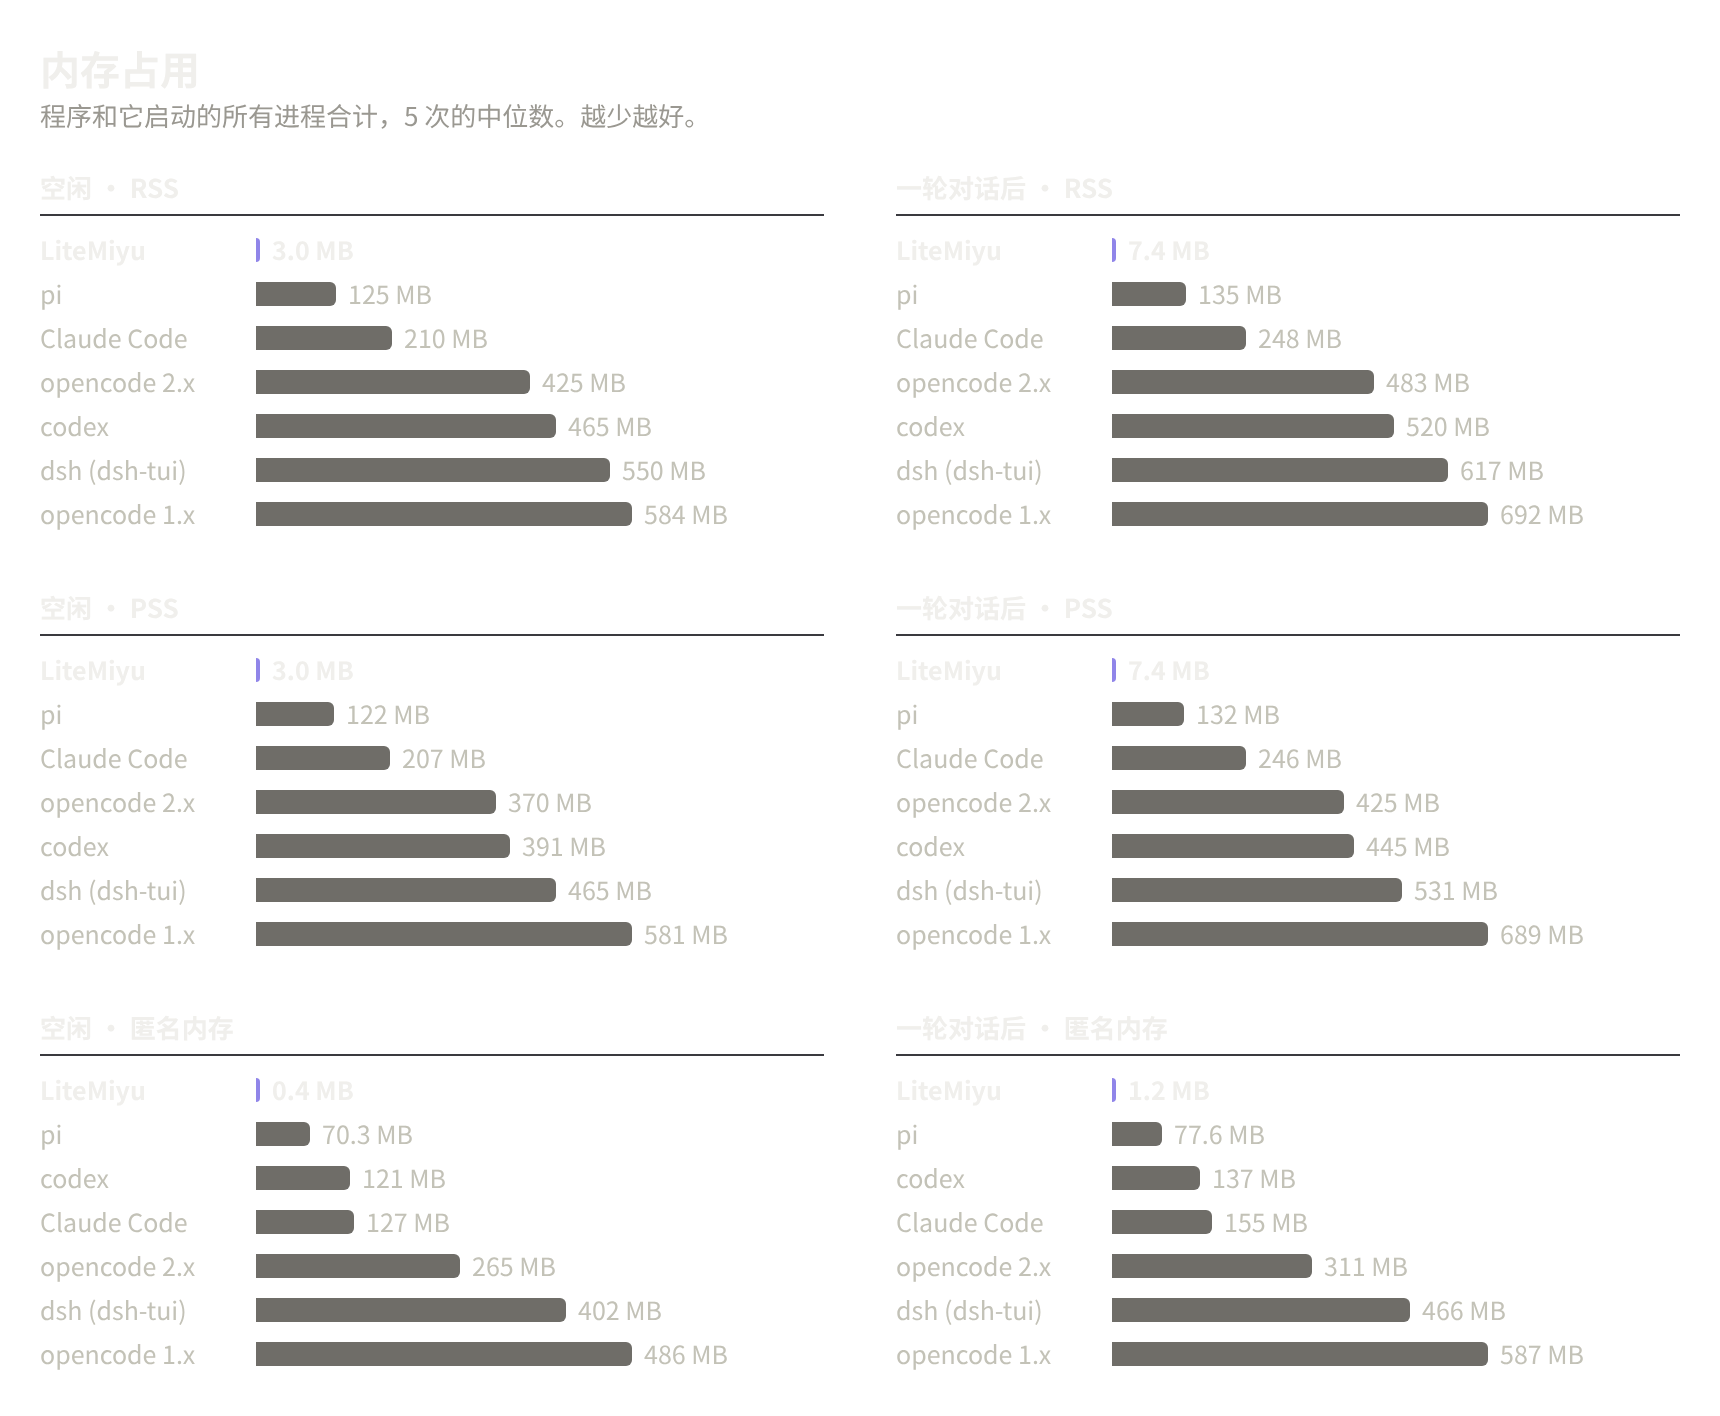 内存占用
程序和它启动的所有进程合计，5 次的中位数。越少越好。
空闲 · RSS
LiteMiyu 3.0 MB
pi 125 MB
Claude Code 210 MB
opencode 2.x 425 MB
codex 465 MB
dsh (dsh-tui) 550 MB
opencode 1.x 584 MB
一轮对话后 · RSS
LiteMiyu 7.4 MB
pi 135 MB
Claude Code 248 MB
opencode 2.x 483 MB
codex 520 MB
dsh (dsh-tui) 617 MB
opencode 1.x 692 MB
空闲 · PSS
LiteMiyu 3.0 MB
pi 122 MB
Claude Code 207 MB
opencode 2.x 370 MB
codex 391 MB
dsh (dsh-tui) 465 MB
opencode 1.x 581 MB
一轮对话后 · PSS
LiteMiyu 7.4 MB
pi 132 MB
Claude Code 246 MB
opencode 2.x 425 MB
codex 445 MB
dsh (dsh-tui) 531 MB
opencode 1.x 689 MB
空闲 · 匿名内存
LiteMiyu 0.4 MB
pi 70.3 MB
codex 121 MB
Claude Code 127 MB
opencode 2.x 265 MB
dsh (dsh-tui) 402 MB
opencode 1.x 486 MB
一轮对话后 · 匿名内存
LiteMiyu 1.2 MB
pi 77.6 MB
codex 137 MB
Claude Code 155 MB
opencode 2.x 311 MB
dsh (dsh-tui) 466 MB
opencode 1.x 587 MB